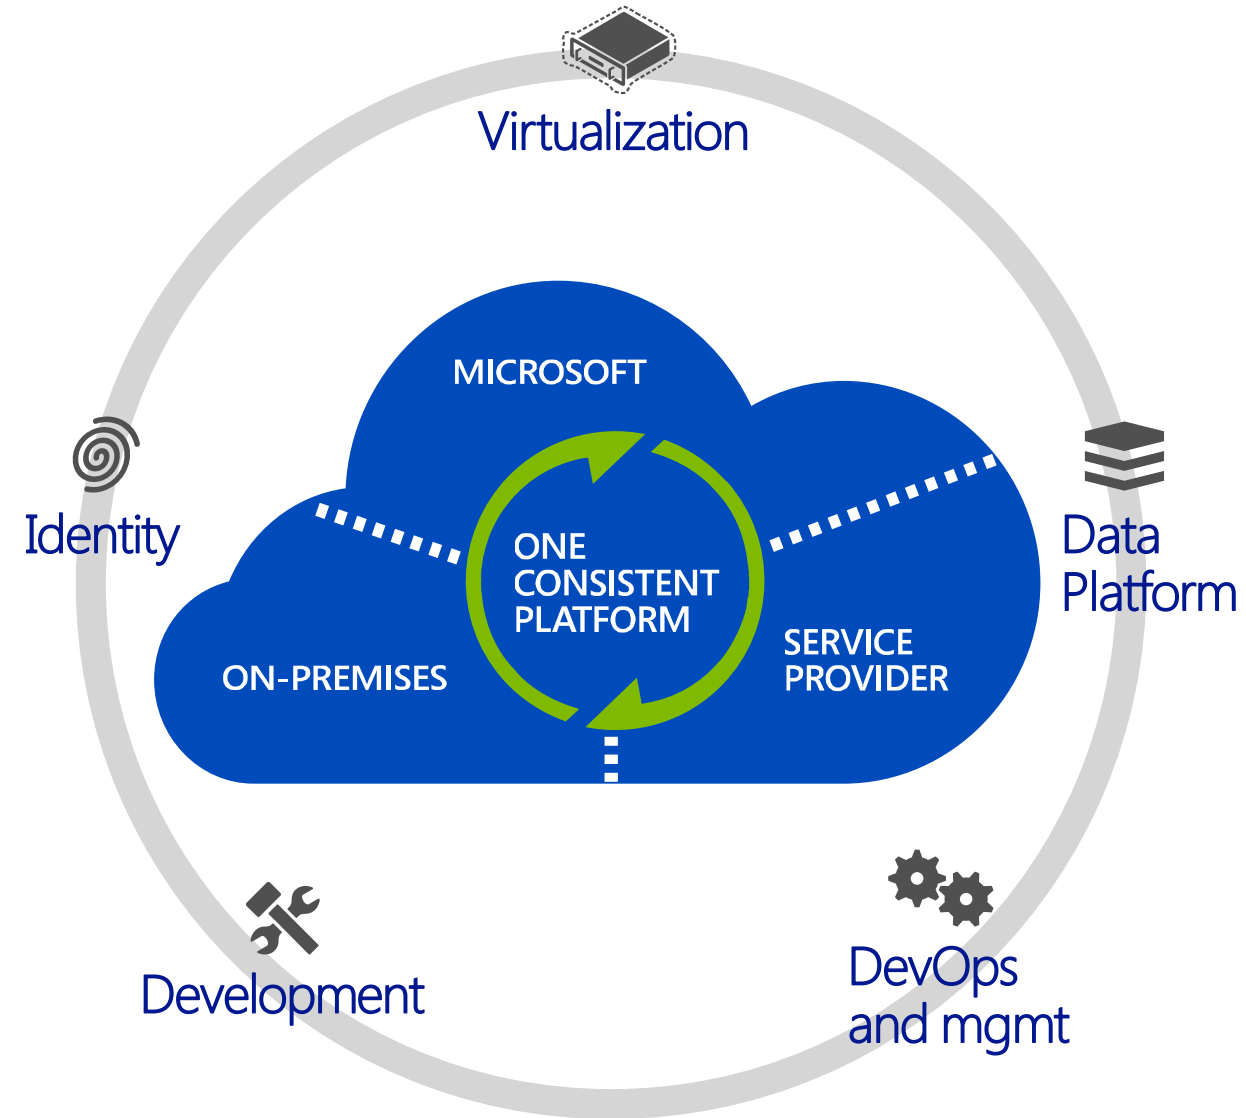 Virtualization
MICROSOFT
Identity
ONE
CONSISTENT
PLATFORM
Data
Platform
ON-PREMISES
SERVICE
PROVIDER
Development
DevOps
and mgmt